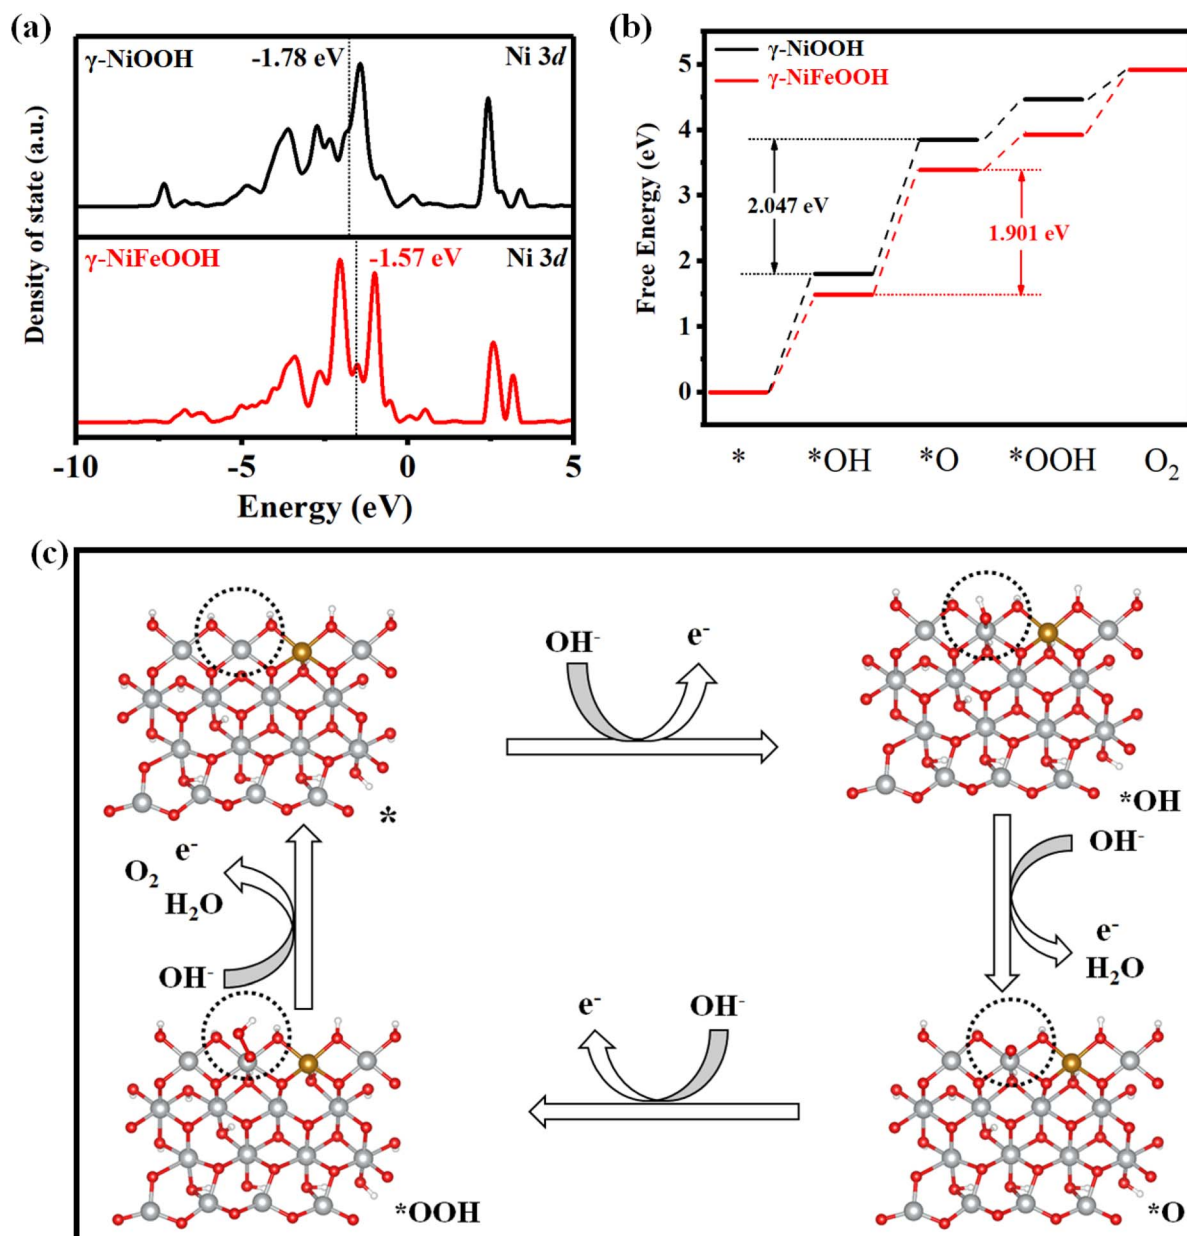 (a)
γ-NiOOH -1.78 eV Ni 3d
γ-NiFeOOH -1.57 eV Ni 3d
Density of state (a.u.)
-10 -5 0 5
Energy (eV)
(b)
γ-NiOOH
γ-NiFeOOH
5
4
3
2
1
0
Free Energy (eV)
2.047 eV
1.901 eV
* *OH *O *OOH O₂
(c)
OH⁻ e⁻
*
*OH
e⁻
O₂
H₂O
OH⁻
OH⁻
e⁻
H₂O
e⁻ OH⁻
*OOH
*O